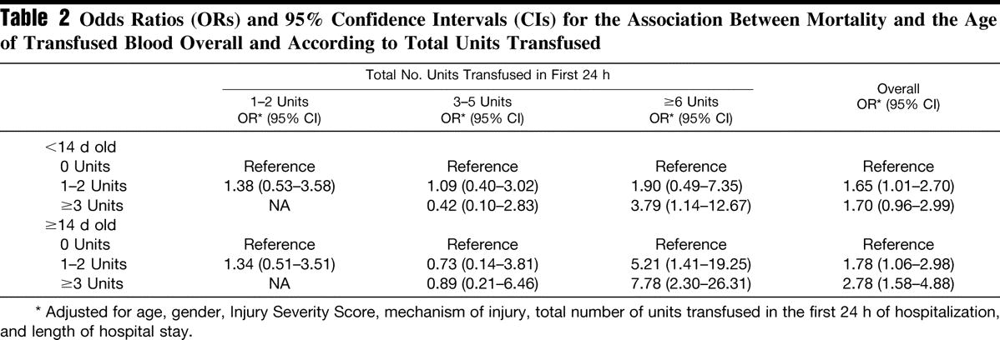 Table 2 Odds Ratios (ORs) and 95% Confidence Intervals (CIs) for the Association Between Mortality and the Age
of Transfused Blood Overall and According to Total Units Transfused
Total No. Units Transfused in First 24 h
Overall
OR* (95% CI)
1–2 Units
OR* (95% CI)
3–5 Units
OR* (95% CI)
≥6 Units
OR* (95% CI)
<14 d old
0 Units Reference Reference Reference Reference
1–2 Units 1.38 (0.53–3.58) 1.09 (0.40–3.02) 1.90 (0.49–7.35) 1.65 (1.01–2.70)
≥3 Units NA 0.42 (0.10–2.83) 3.79 (1.14–12.67) 1.70 (0.96–2.99)
≥14 d old
0 Units Reference Reference Reference Reference
1–2 Units 1.34 (0.51–3.51) 0.73 (0.14–3.81) 5.21 (1.41–19.25) 1.78 (1.06–2.98)
≥3 Units NA 0.89 (0.21–6.46) 7.78 (2.30–26.31) 2.78 (1.58–4.88)
* Adjusted for age, gender, Injury Severity Score, mechanism of injury, total number of units transfused in the first 24 h of hospitalization,
and length of hospital stay.